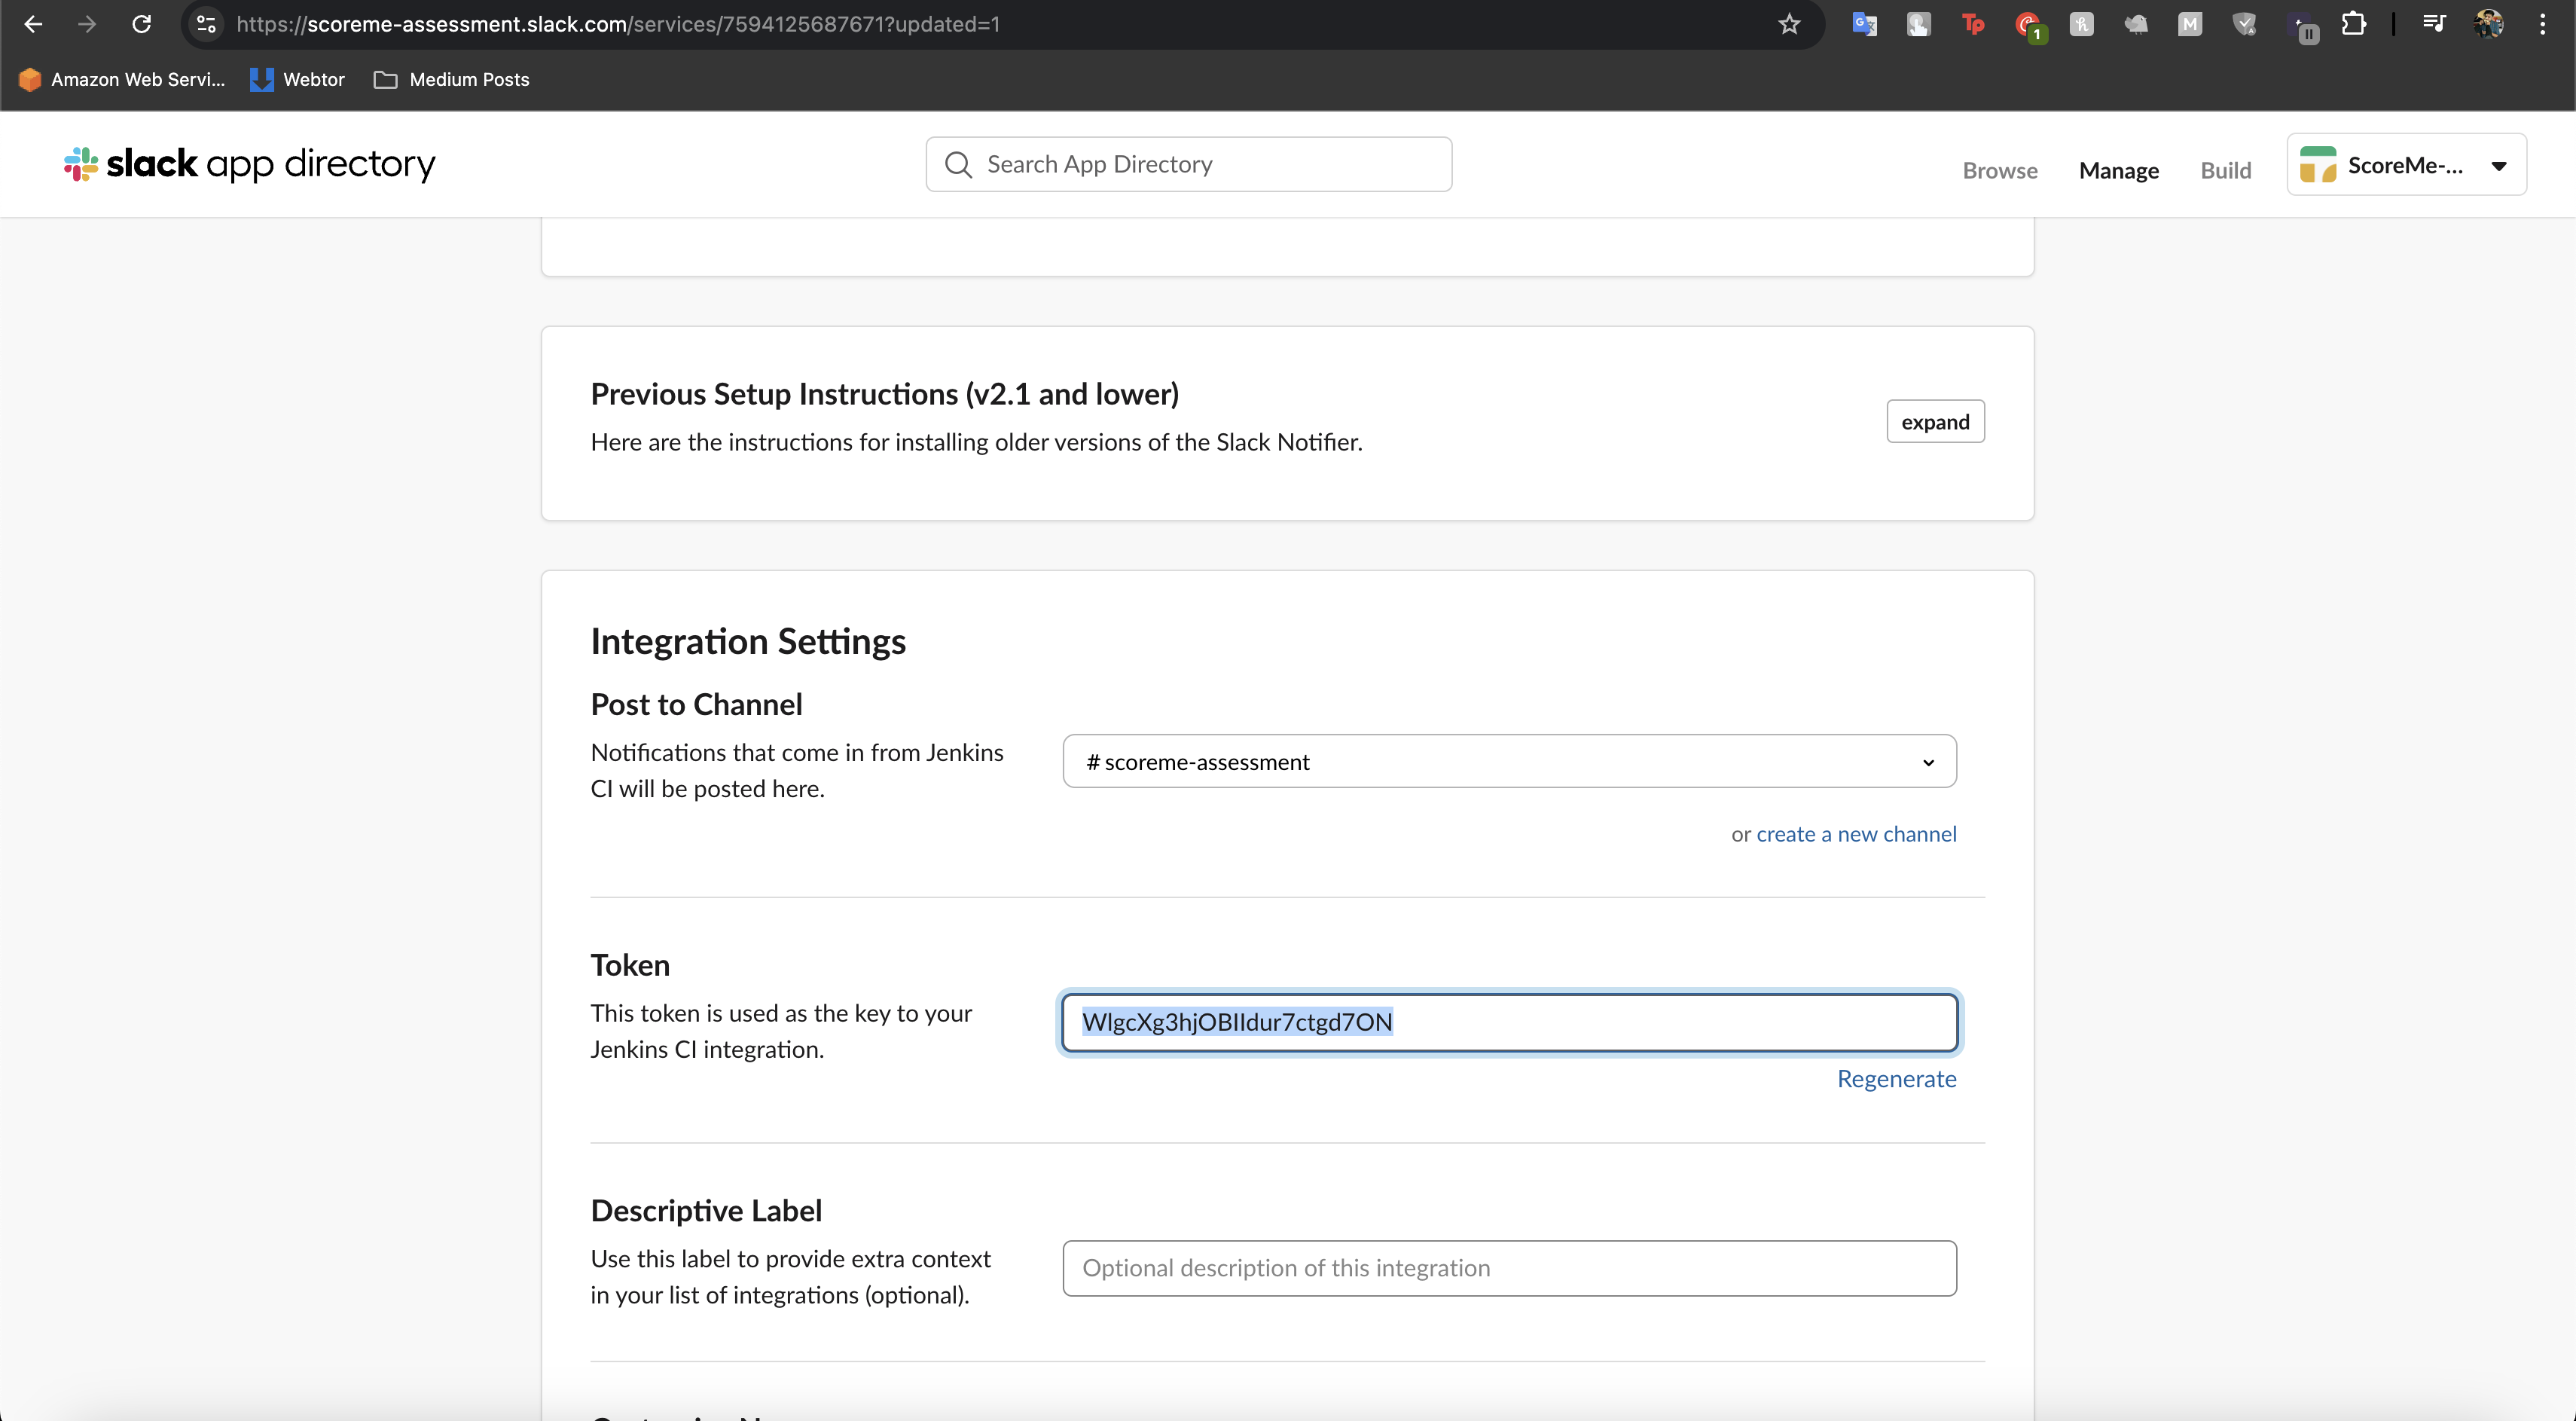 https://scoreme-assessment.slack.com/services/7594125687671?updated=1
1
Amazon Web Servi...
Webtor
Medium Posts
slack app directory
Search App Directory
Browse
Manage
Build
ScoreMe-...
Previous Setup Instructions (v2.1 and lower)
Here are the instructions for installing older versions of the Slack Notifier.
expand
Integration Settings
Post to Channel
Notifications that come in from Jenkins
CI will be posted here.
# scoreme-assessment
or create a new channel
Token
This token is used as the key to your
Jenkins CI integration.
WlgcXg3hjOBIIdur7ctgd7ON
Regenerate
Descriptive Label
Use this label to provide extra context
in your list of integrations (optional).
Optional description of this integration